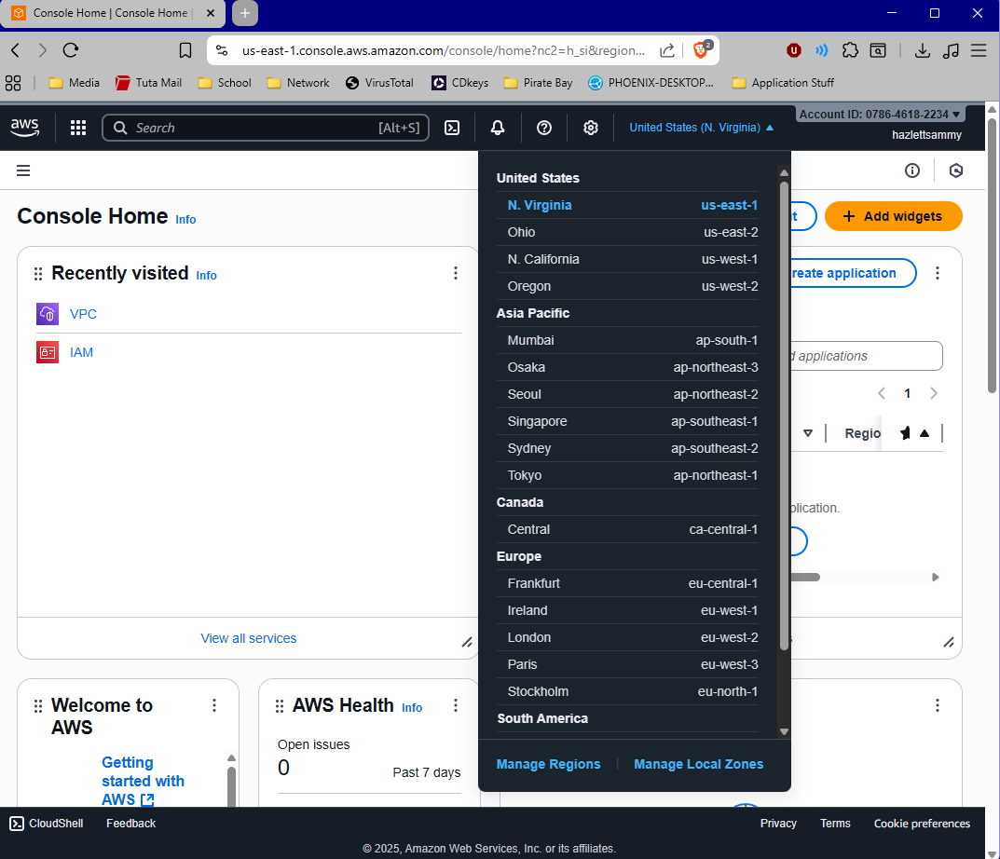 Console Home | Console Home |
us-east-1.console.aws.amazon.com/console/home?nc2=h_si&region...
2
Media
Tuta Mail
School
Network
VirusTotal
CDkeys
Pirate Bay
PHOENIX-DESKTOP...
Application Stuff
aws
Search
[Alt+S]
United States (N. Virginia)
Account ID: 0786-4618-2234
hazlettsammy
Console Home Info
Add widgets
Recently visited Info
VPC
IAM
View all services
United States
N. Virginia us-east-1
Ohio us-east-2
N. California us-west-1
Oregon us-west-2
Asia Pacific
Mumbai ap-south-1
Osaka ap-northeast-3
Seoul ap-northeast-2
Singapore ap-southeast-1
Sydney ap-southeast-2
Tokyo ap-northeast-1
Canada
Central ca-central-1
Europe
Frankfurt eu-central-1
Ireland eu-west-1
London eu-west-2
Paris eu-west-3
Stockholm eu-north-1
South America
Manage Regions
Manage Local Zones
reate application
applications
1
Regio
plication.
Welcome to
AWS
Getting
started with
AWS
AWS Health Info
Open issues
0
Past 7 days
CloudShell
Feedback
Privacy
Terms
Cookie preferences
© 2025, Amazon Web Services, Inc. or its affiliates.